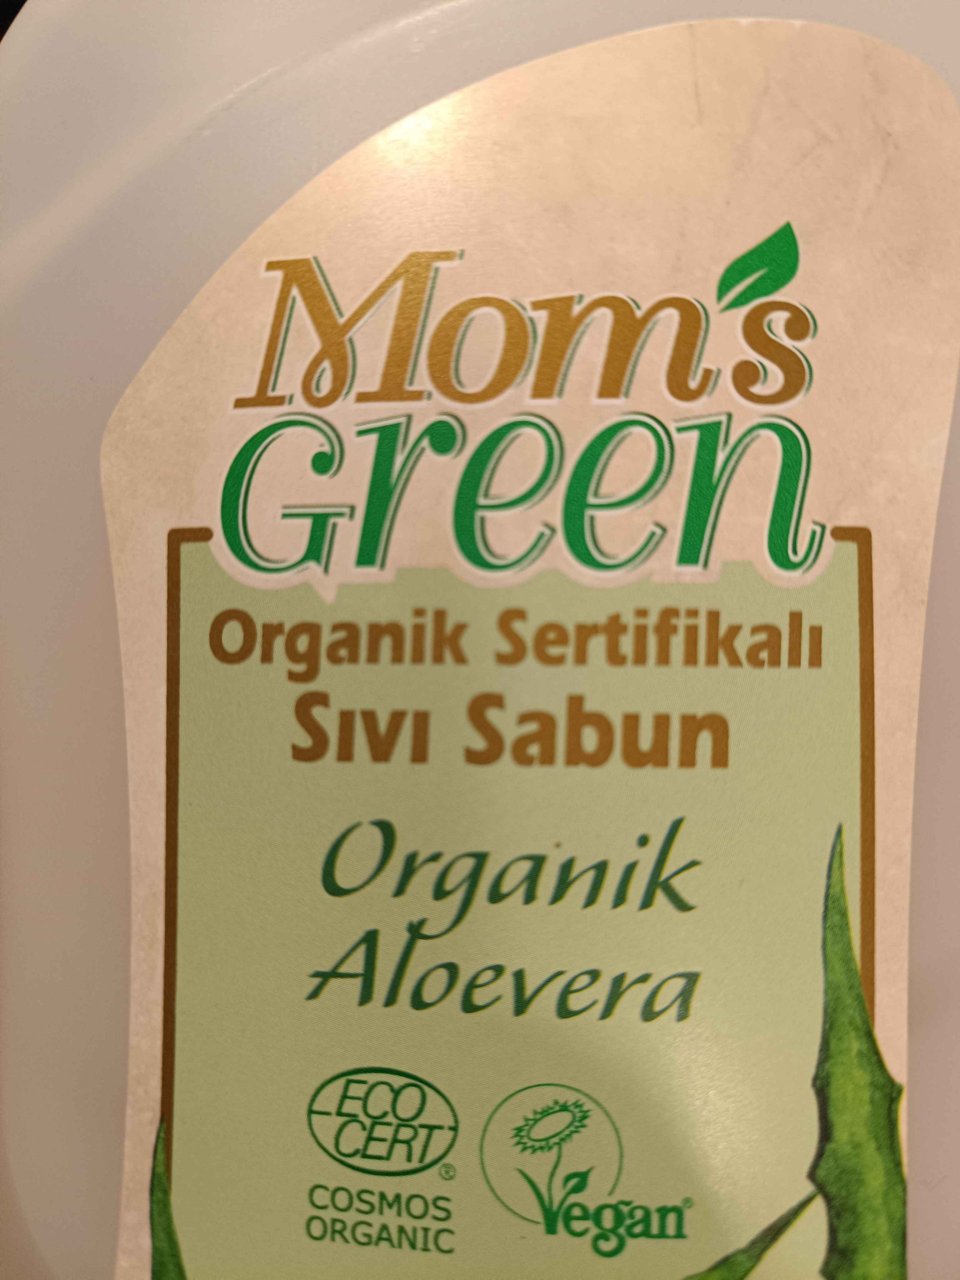 Mom's
Green
Organik Sertifikalı
Sıvı Sabun
Organik
Aloevera
ECO
CERT®
COSMOS
ORGANIC
Vegan®